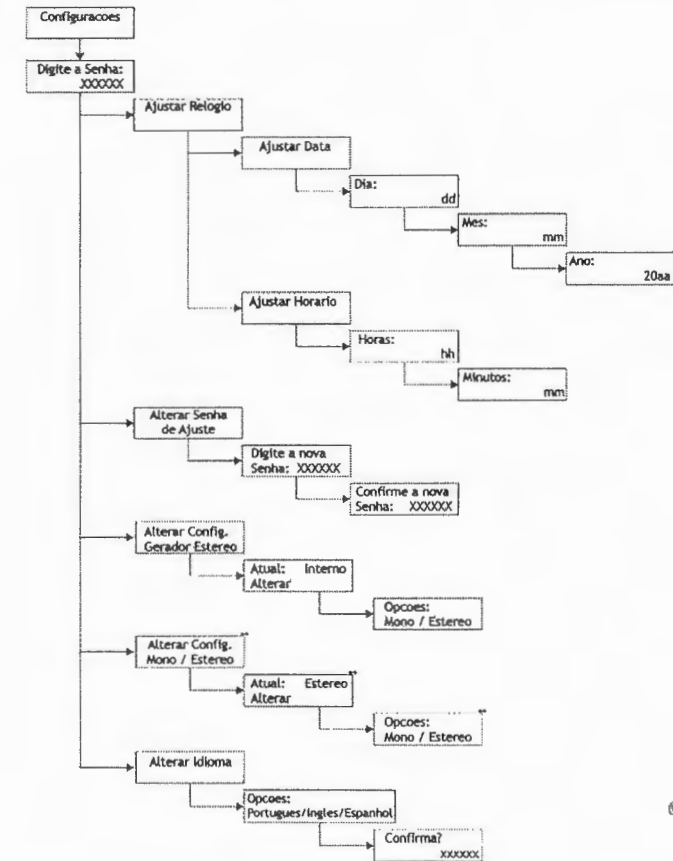 Configuracoes
Digite a Senha:
XXXXXX
Ajustar Relogio
Ajustar Data
Dia:
dd
Mes:
mm
Ano:
20aa
Ajustar Horario
Horas:
hh
Minutos:
mm
Alterar Senha
de Ajuste
Digite a nova
Senha: XXXXXX
Confirme a nova
Senha: XXXXXX
Alterar Config.
Gerador Estereo
Atual: Interno
Alterar
Opcoes:
Mono / Estereo
Alterar Config. **
Mono / Estereo
Atual: Estereo **
Alterar
**
Opcoes:
Mono / Estereo
Alterar Idioma
Opcoes:
Portugues/Ingles/Espanhol
Confirma?
XXXXXX